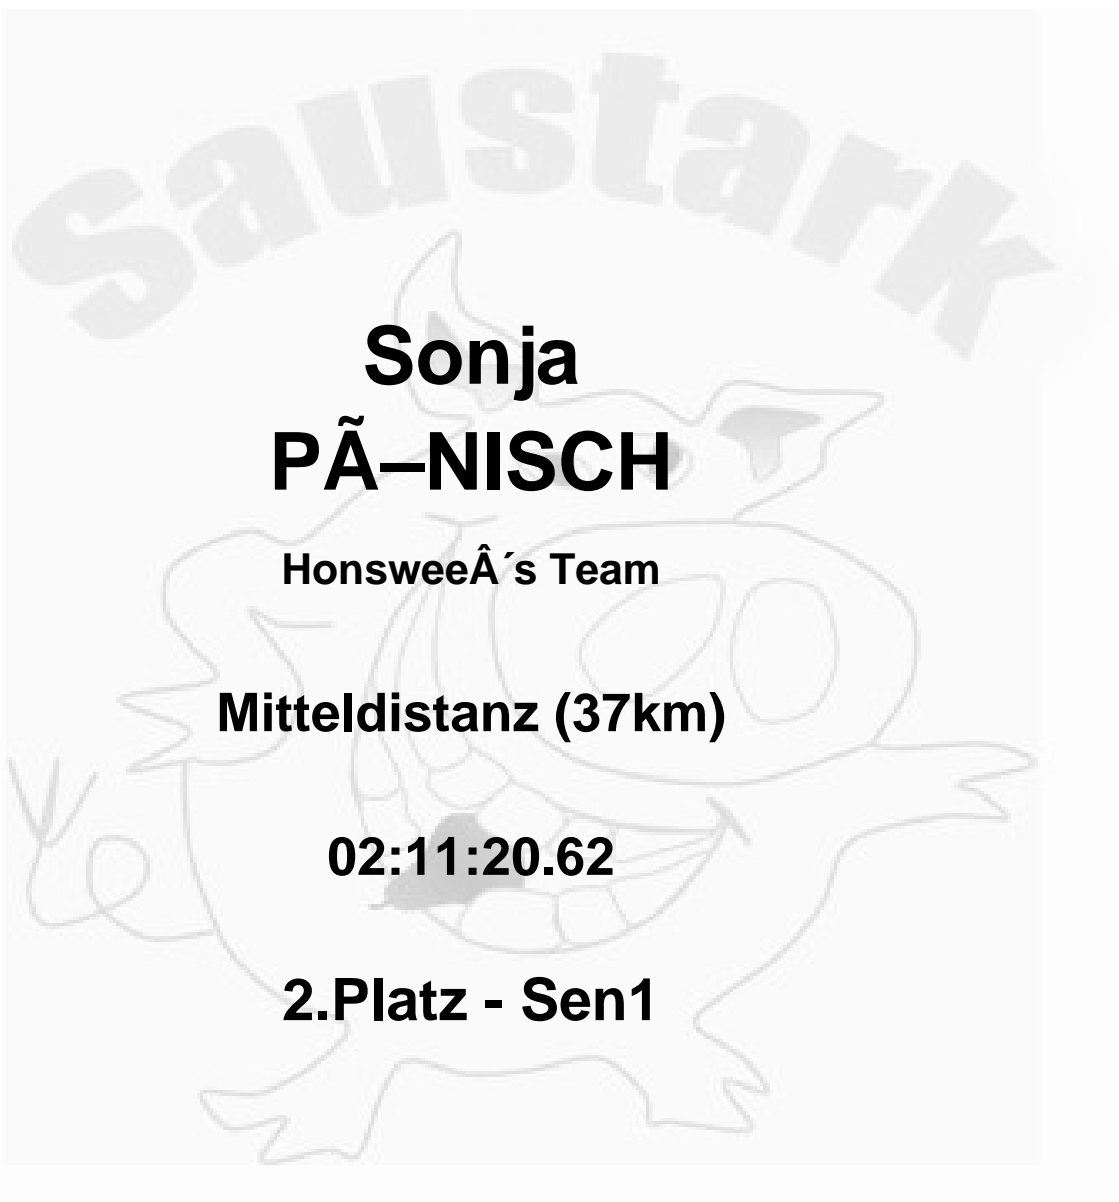 Saustark
Sonja
PÃ–NISCH
HonsweeÂ´s Team
Mitteldistanz (37km)
02:11:20.62
2.Platz - Sen1